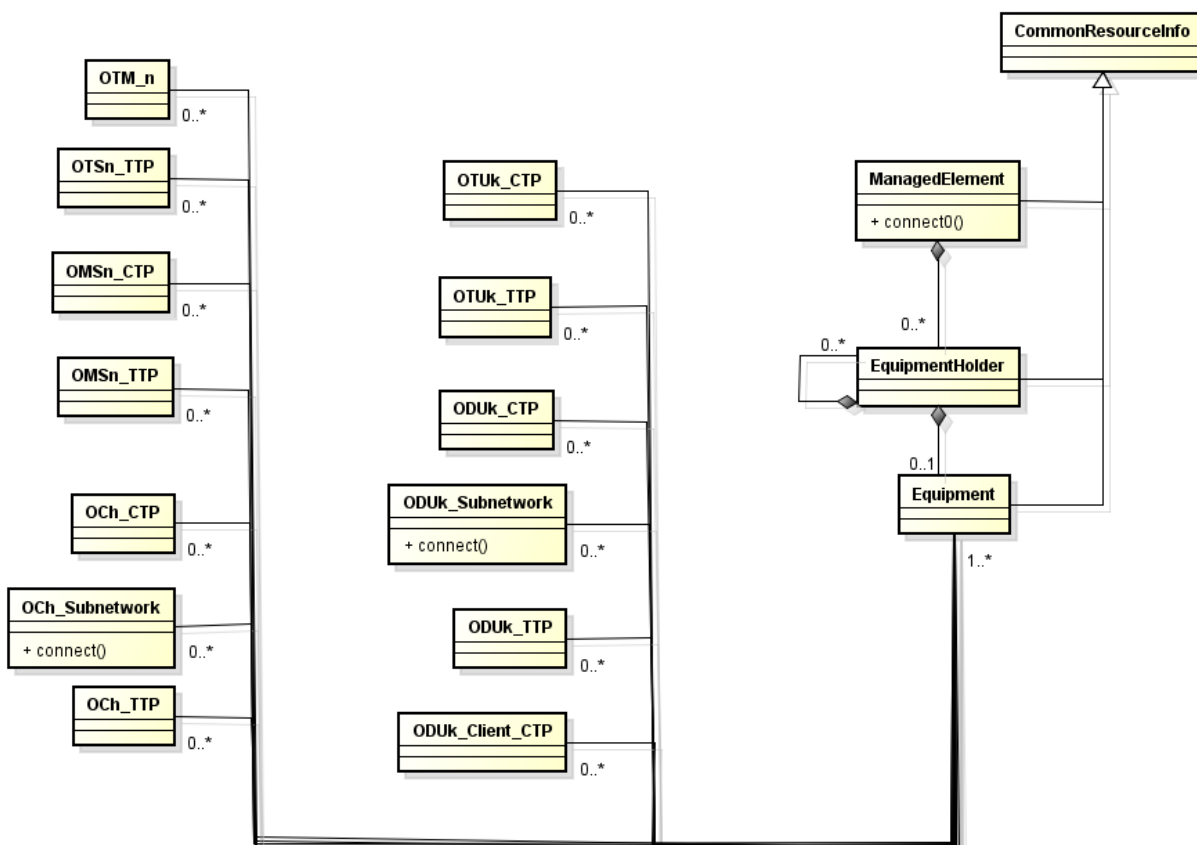 CommonResourceInfo
OTM_n
0..*
OTSn_TTP
0..*
OMSn_CTP
0..*
OMSn_TTP
0..*
OCh_CTP
0..*
OCh_Subnetwork
+ connect()
0..*
OCh_TTP
0..*
OTUk_CTP
0..*
OTUk_TTP
0..*
ODUk_CTP
0..*
ODUk_Subnetwork
+ connect()
0..*
ODUk_TTP
0..*
ODUk_Client_CTP
0..*
ManagedElement
+ connect0()
0..*
0..*
EquipmentHolder
0..1
Equipment
1..*